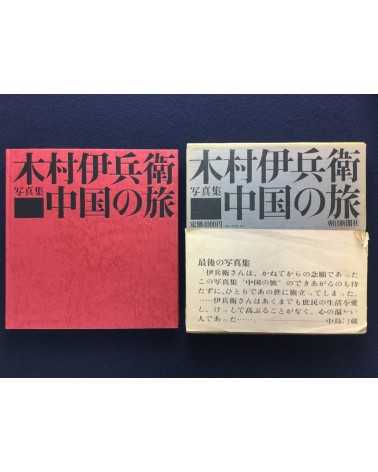 木村伊兵衛
写真集
中国の旅
木村伊兵衛
写真集
中国の旅
定価4000円
朝日新聞社
最後の写真集
伊兵衛さんは、かねてからの念願であった
この写真集“中国の旅”のできあがるのも待
たずに、ひとりであの世に旅立ってしまった。
……伊兵衛さんはあくまでも庶民の生活を愛
し、けっして高ぶることがなく、心の温かい
人であった……。